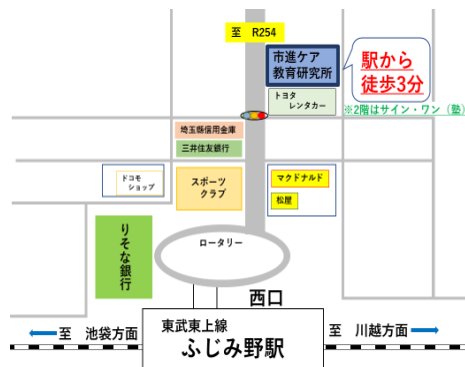 至 R254
市進ケア
教育研究所
駅から
徒歩3分
トヨタ
レンタカー
※2階はサイン・ワン（塾）
埼玉縣信用金庫
三井住友銀行
ドコモ
ショップ
スポーツ
クラブ
マクドナルド
松屋
りそな銀行
ロータリー
西口
至 池袋方面
東武東上線
ふじみ野駅
至 川越方面